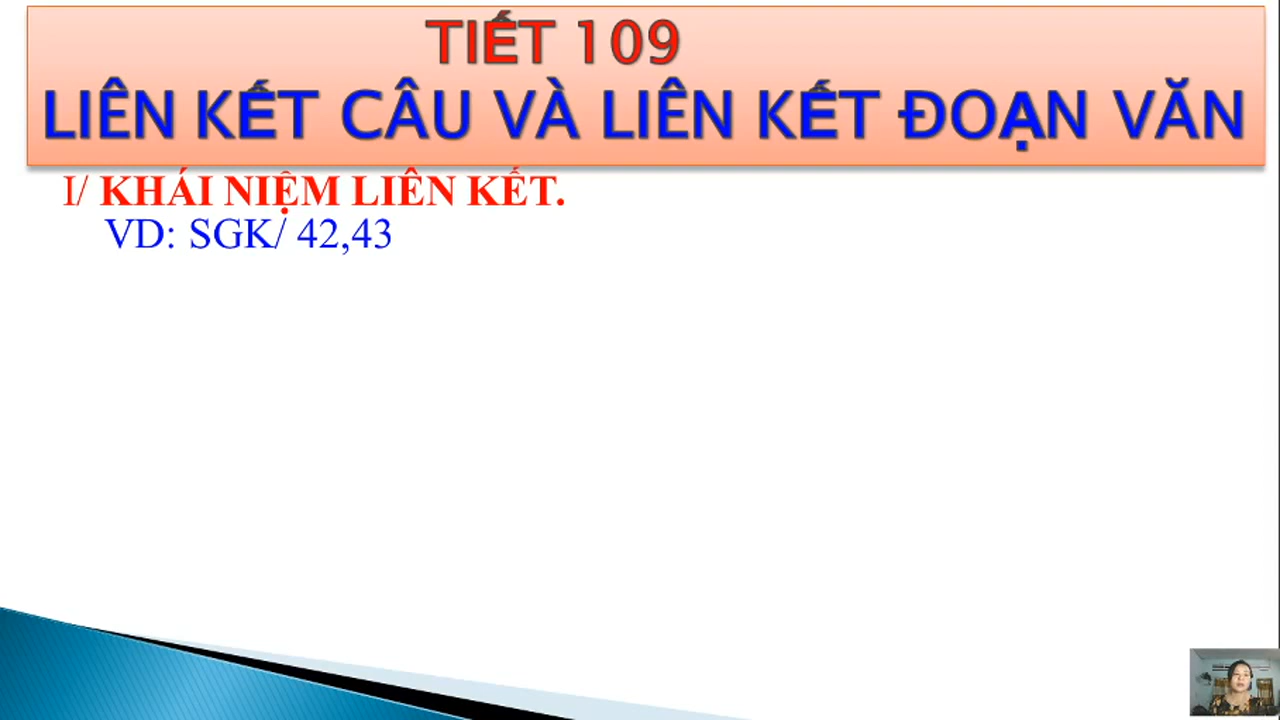 TIẾT 109
LIÊN KẾT CÂU VÀ LIÊN KẾT ĐOẠN VĂN
I/ KHÁI NIỆM LIÊN KẾT.
VD: SGK/ 42,43